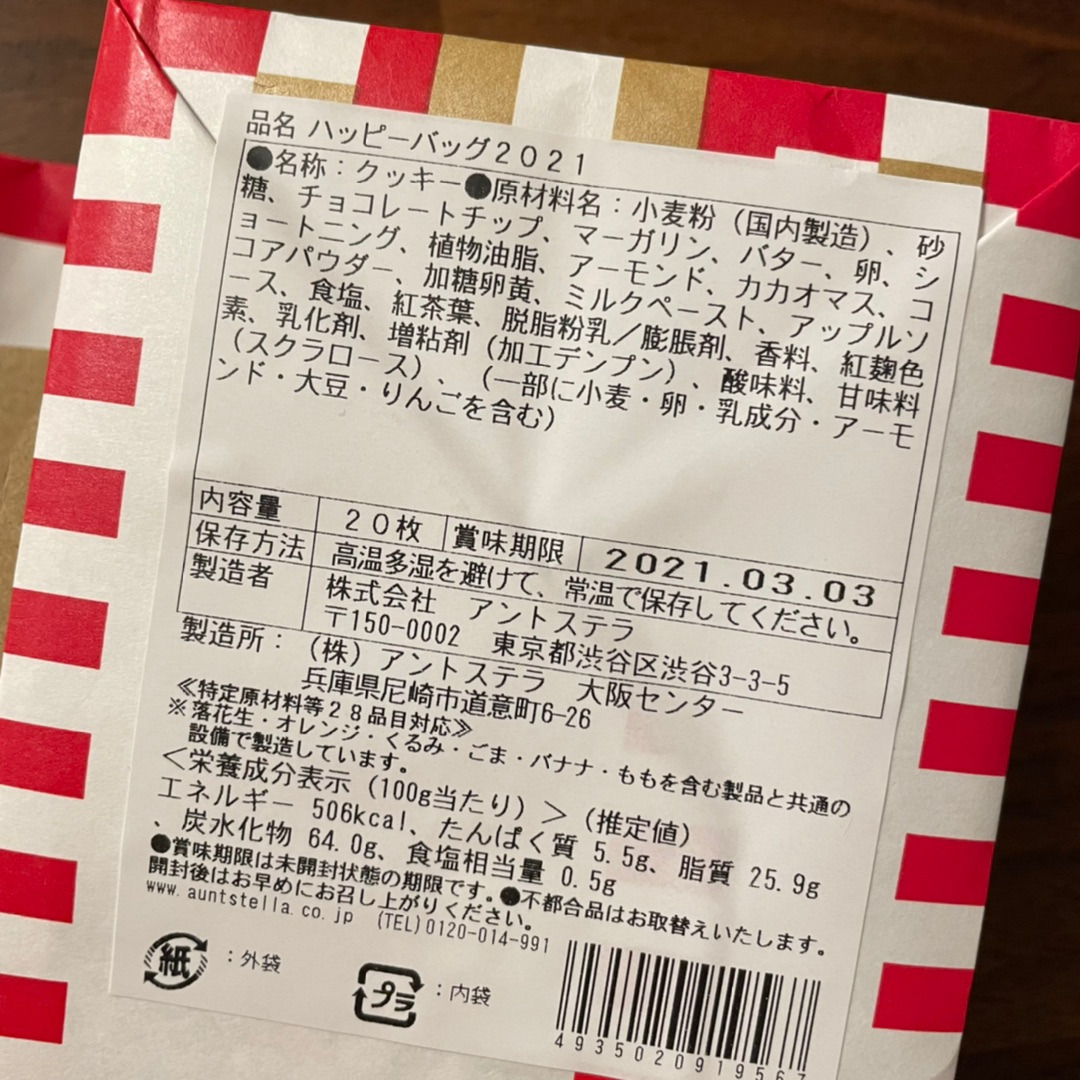 品名 ハッピーバッグ2021
●名称：クッキー●原材料名：小麦粉（国内製造）、砂
糖、チョコレートチップ、マーガリン、バター、卵、シ
ョートニング、植物油脂、アーモンド、カカオマス、コ
コアパウダー、加糖卵黄、ミルクペースト、アップルソ
ース、食塩、紅茶葉、脱脂粉乳／膨脹剤、香料、紅麹色
素、乳化剤、増粘剤（加工デンプン）、酸味料、甘味料
（スクラロース）、（一部に小麦・卵・乳成分・アーモ
ンド・大豆・りんごを含む）
内容量 20枚 賞味期限 2021.03.03
保存方法 高温多湿を避けて、常温で保存してください。
製造者 株式会社 アントステラ
〒150-0002 東京都渋谷区渋谷3-3-5
製造所：（株）アントステラ 大阪センター
兵庫県尼崎市道意町6-26
≪特定原材料等28品目対応≫
※落花生・オレンジ・くるみ・ごま・バナナ・ももを含む製品と共通の
設備で製造しています。
＜栄養成分表示（100g当たり）＞（推定値）
エネルギー 506kcal、たんぱく質 5.5g、脂質 25.9g
、炭水化物 64.0g、食塩相当量 0.5g
●賞味期限は未開封状態の期限です。●不都合品はお取替えいたします。
開封後はお早めにお召し上がりください。
www.auntstella.co.jp (TEL)0120-014-991
紙：外袋
プラ：内袋
4935020919567